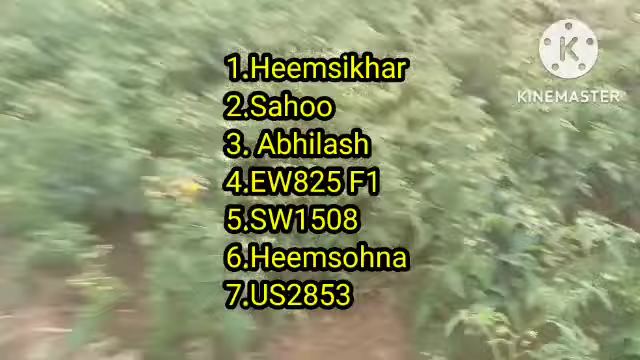 1.Heemsikhar
2.Sahoo
3. Abhilash
4.EW825 F1
5.SW1508
6.Heemsohna
7.US2853
K
KINEMASTER